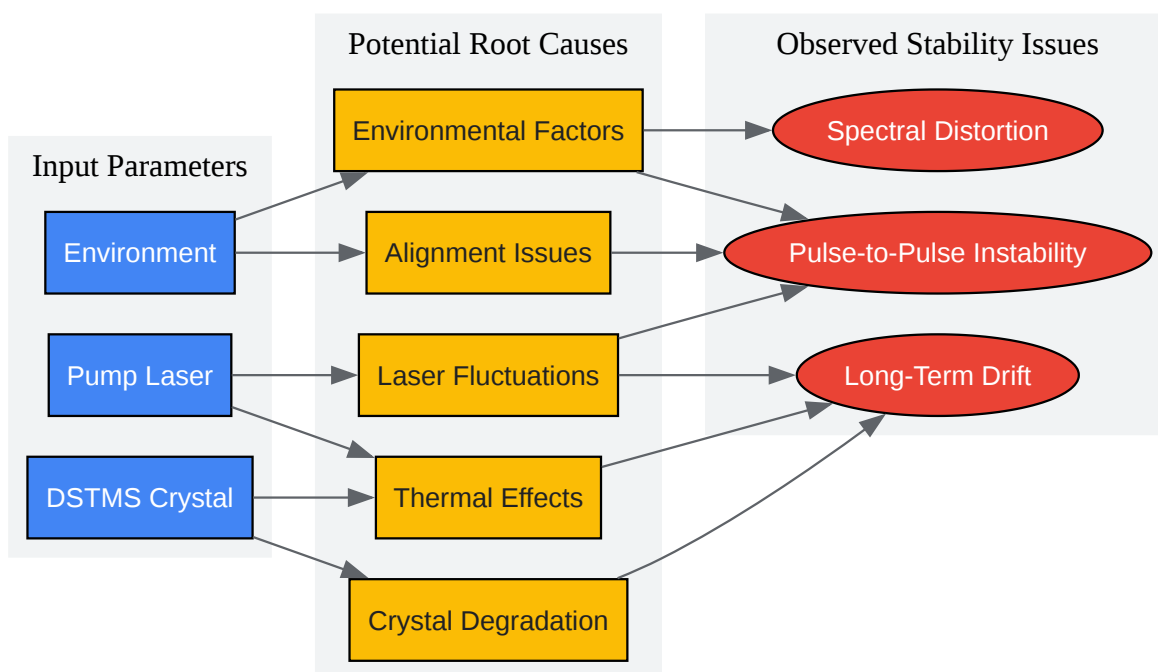 Input Parameters
Environment
Pump Laser
DSTMS Crystal
Potential Root Causes
Environmental Factors
Alignment Issues
Laser Fluctuations
Thermal Effects
Crystal Degradation
Observed Stability Issues
Spectral Distortion
Pulse-to-Pulse Instability
Long-Term Drift